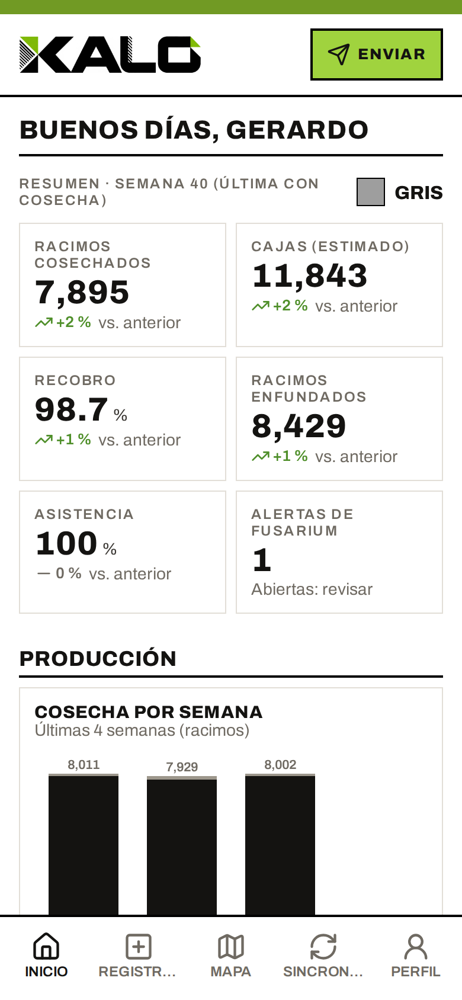 KALO
ENVIAR
BUENOS DÍAS, GERARDO
RESUMEN · SEMANA 40 (ÚLTIMA CON
COSECHA)
GRIS
RACIMOS
COSECHADOS
7,895
+2 % vs. anterior
CAJAS (ESTIMADO)
11,843
+2 % vs. anterior
RECOBRO
98.7 %
+1 % vs. anterior
RACIMOS
ENFUNDADOS
8,429
+1 % vs. anterior
ASISTENCIA
100 %
— 0 % vs. anterior
ALERTAS DE
FUSARIUM
1
Abiertas: revisar
PRODUCCIÓN
COSECHA POR SEMANA
Últimas 4 semanas (racimos)
8,011
7,929
8,002
INICIO
REGISTR...
MAPA
SINCRON...
PERFIL